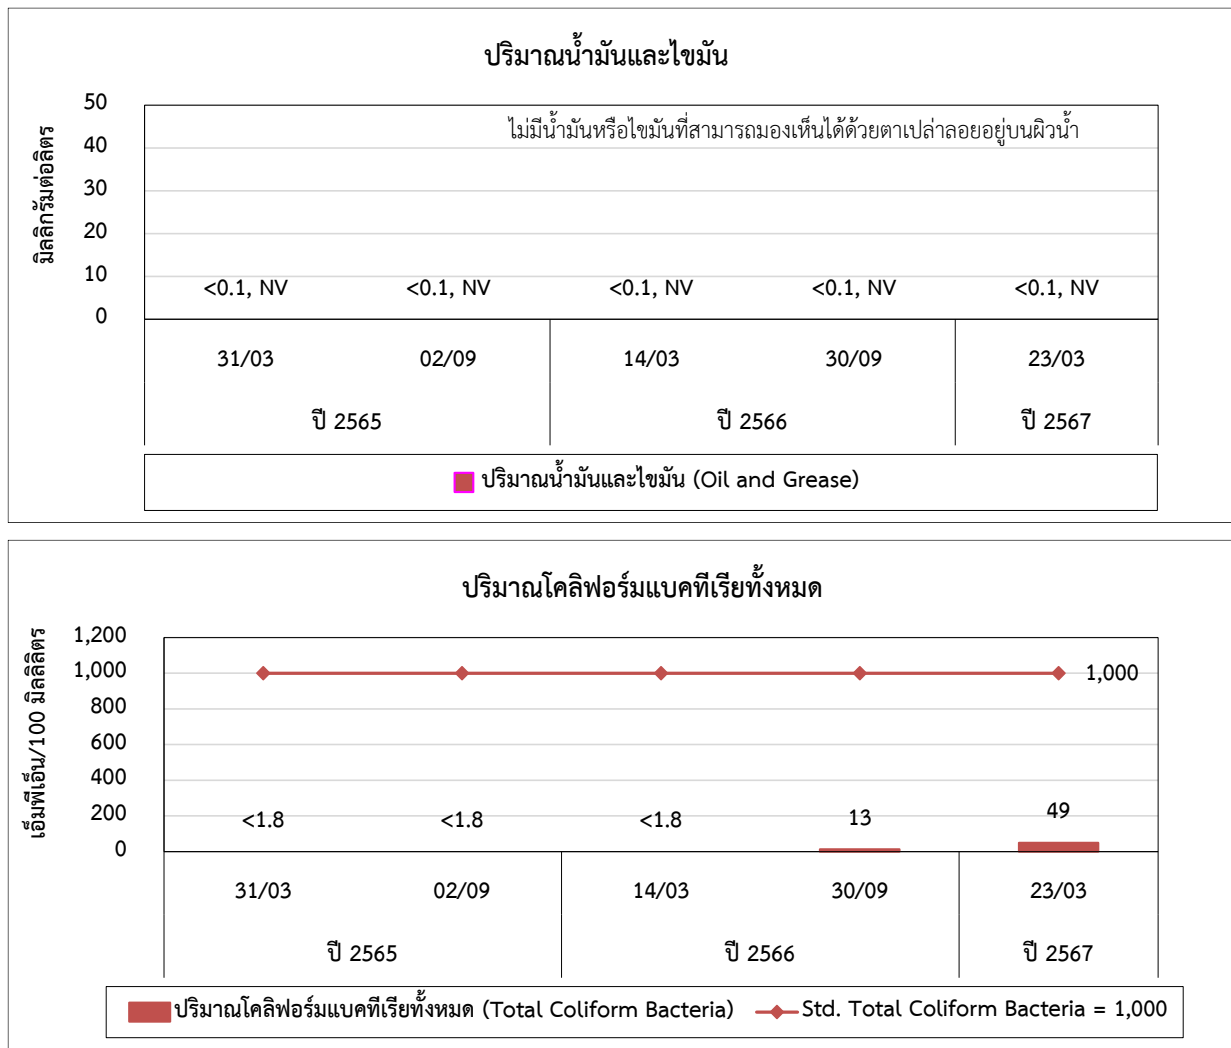 ปริมาณน้ำมันและไขมัน
มิลลิกรัมต่อลิตร
50
40
30
20
10
0
ไม่มีน้ำมันหรือไขมันที่สามารถมองเห็นได้ด้วยตาเปล่าลอยอยู่บนผิวน้ำ
<0.1, NV <0.1, NV <0.1, NV <0.1, NV <0.1, NV
31/03 02/09 14/03 30/09 23/03
ปี 2565 ปี 2566 ปี 2567
ปริมาณน้ำมันและไขมัน (Oil and Grease)
ปริมาณโคลิฟอร์มแบคทีเรียทั้งหมด
เอ็มพีเอ็น/100 มิลลิลิตร
1,200
1,000
800
600
400
200
0
1,000
<1.8 <1.8 <1.8 13 49
31/03 02/09 14/03 30/09 23/03
ปี 2565 ปี 2566 ปี 2567
ปริมาณโคลิฟอร์มแบคทีเรียทั้งหมด (Total Coliform Bacteria) Std. Total Coliform Bacteria = 1,000